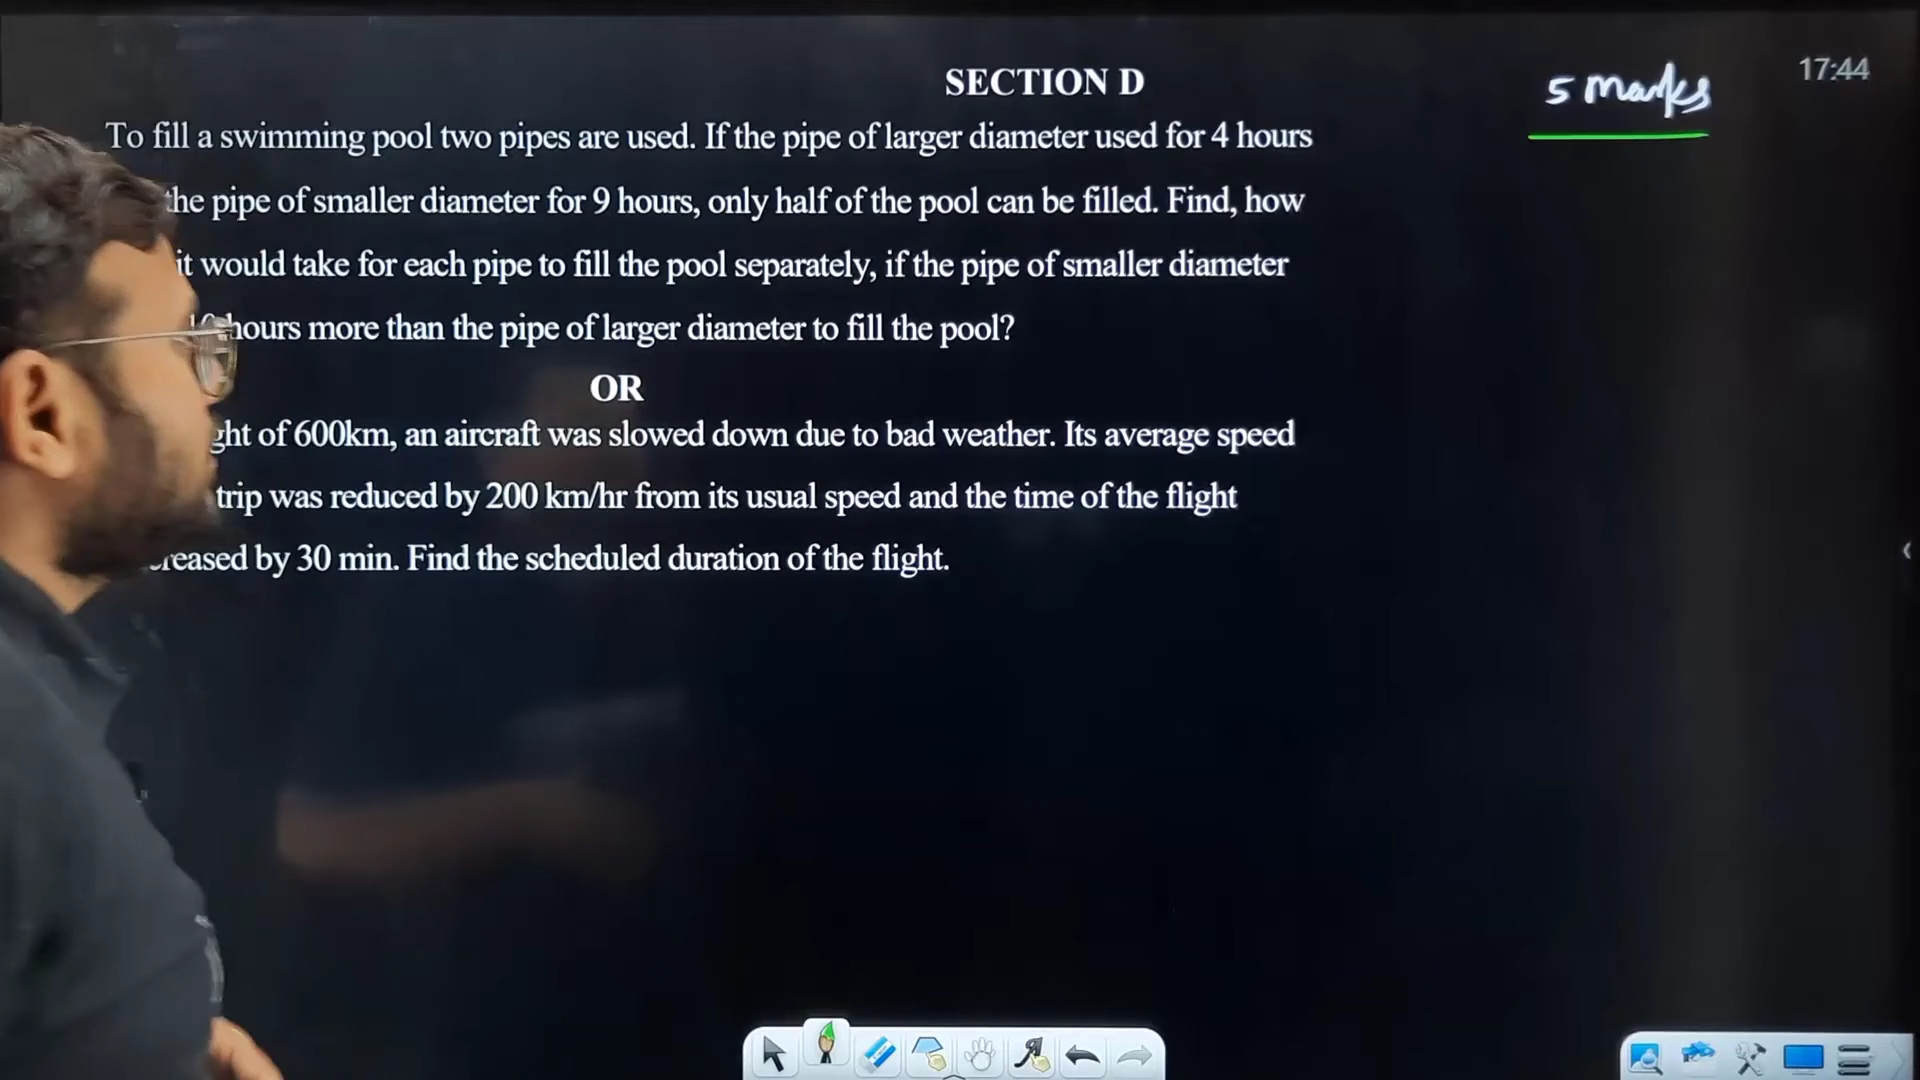 SECTION D
5 marks
17:44
To fill a swimming pool two pipes are used. If the pipe of larger diameter used for 4 hours
the pipe of smaller diameter for 9 hours, only half of the pool can be filled. Find, how
it would take for each pipe to fill the pool separately, if the pipe of smaller diameter
hours more than the pipe of larger diameter to fill the pool?
OR
ght of 600km, an aircraft was slowed down due to bad weather. Its average speed
trip was reduced by 200 km/hr from its usual speed and the time of the flight
reased by 30 min. Find the scheduled duration of the flight.